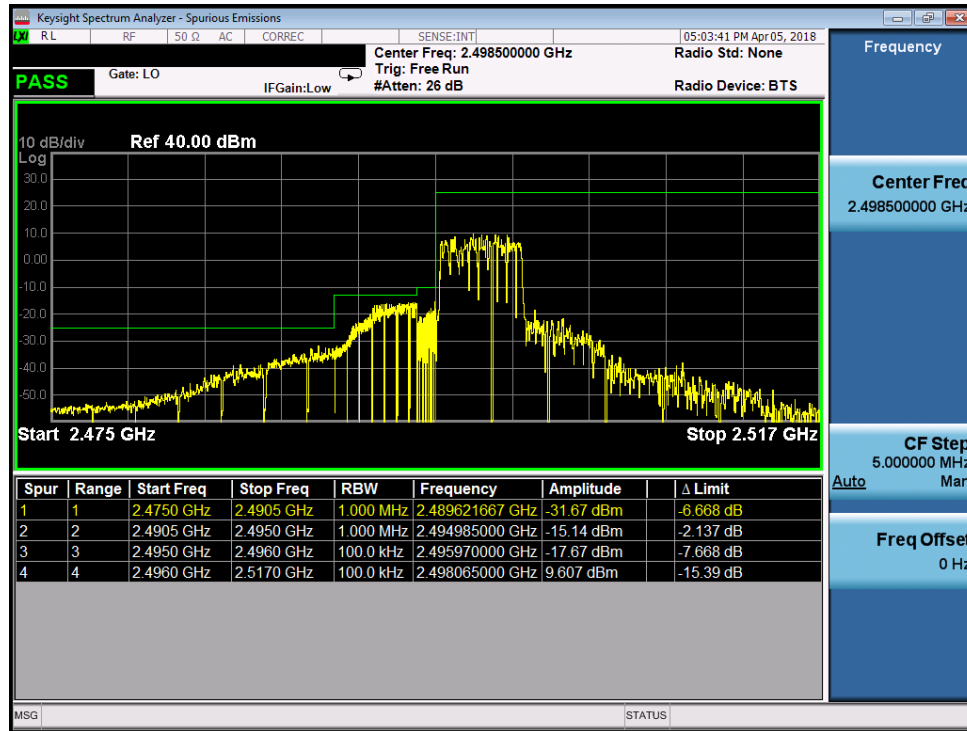 Keysight Spectrum Analyzer - Spurious Emissions
LXI RL RF 50 Ω AC CORREC SENSE:INT 05:03:41 PM Apr 05, 2018
Center Freq: 2.498500000 GHz Radio Std: None
Trig: Free Run
PASS Gate: LO IFGain:Low #Atten: 26 dB Radio Device: BTS
10 dB/div Ref 40.00 dBm
Log
30.0
20.0
10.0
0.00
-10.0
-20.0
-30.0
-40.0
-50.0
Start 2.475 GHz Stop 2.517 GHz
Spur Range Start Freq Stop Freq RBW Frequency Amplitude Δ Limit
1 1 2.4750 GHz 2.4905 GHz 1.000 MHz 2.489621667 GHz -31.67 dBm -6.668 dB
2 2 2.4905 GHz 2.4950 GHz 1.000 MHz 2.494985000 GHz -15.14 dBm -2.137 dB
3 3 2.4950 GHz 2.4960 GHz 100.0 kHz 2.495970000 GHz -17.67 dBm -7.668 dB
4 4 2.4960 GHz 2.5170 GHz 100.0 kHz 2.498065000 GHz 9.607 dBm -15.39 dB
MSG STATUS
Frequency
Center Freq
2.498500000 GHz
CF Step
5.000000 MHz
Auto Man
Freq Offset
0 Hz